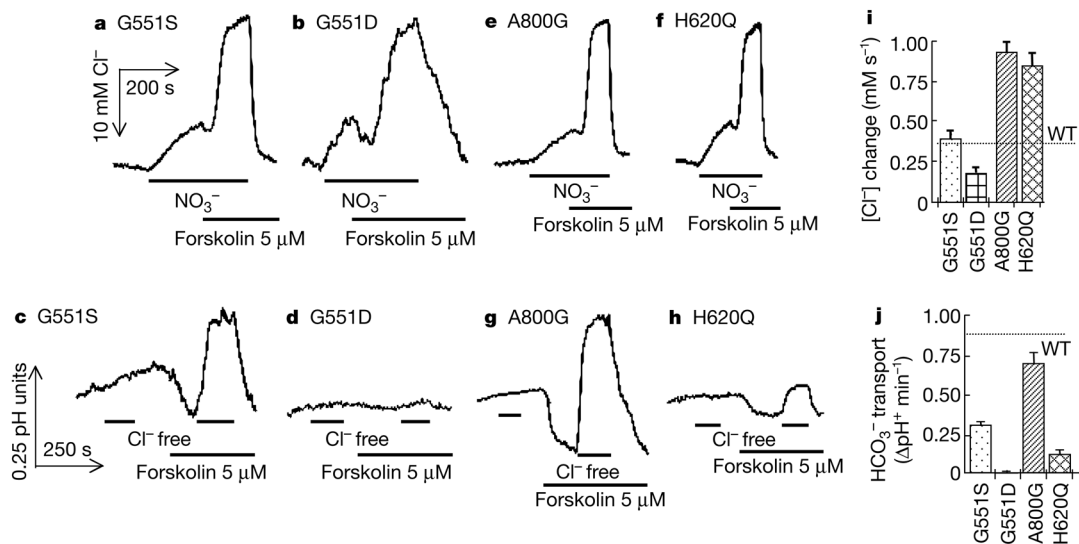 a G551S
b G551D
e A800G
f H620Q
i
10 mM Cl⁻
200 s
NO₃⁻
Forskolin 5 μM
NO₃⁻
Forskolin 5 μM
NO₃⁻
Forskolin 5 μM
NO₃⁻
Forskolin 5 μM
[Cl⁻] change (mM s⁻¹)
1.00
0.75
0.50
0.25
0
WT
G551S
G551D
A800G
H620Q
c G551S
d G551D
g A800G
h H620Q
j
0.25 pH units
250 s
Cl⁻ free
Forskolin 5 μM
Cl⁻ free
Forskolin 5 μM
Cl⁻ free
Forskolin 5 μM
Cl⁻ free
Forskolin 5 μM
HCO₃⁻ transport
(ΔpH⁺ min⁻¹)
1.00
0.75
0.50
0.25
0
WT
G551S
G551D
A800G
H620Q